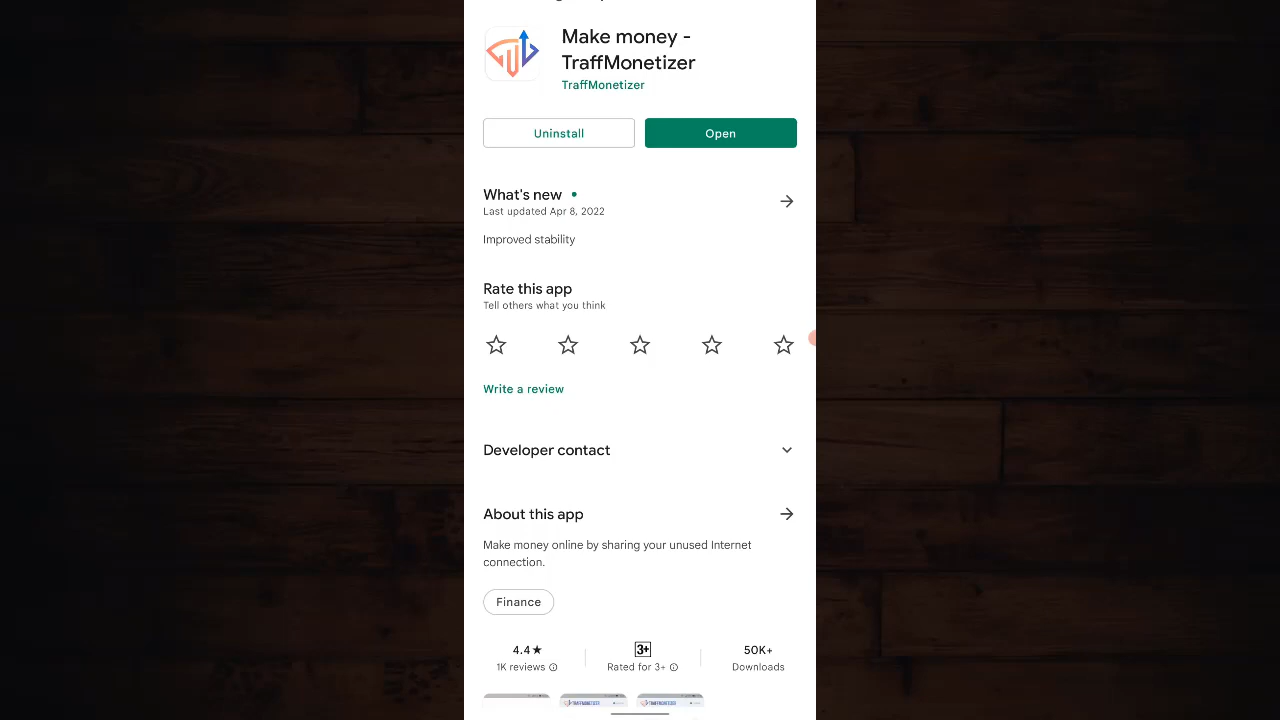 Make money -
TraffMonetizer
TraffMonetizer
Uninstall
Open
What's new
Last updated Apr 8, 2022
Improved stability
Rate this app
Tell others what you think
Write a review
Developer contact
About this app
Make money online by sharing your unused Internet
connection.
Finance
4.4★
3+
50K+
1K reviews
Rated for 3+
Downloads
TRAFFMONETIZER
TRAFFMONETIZER